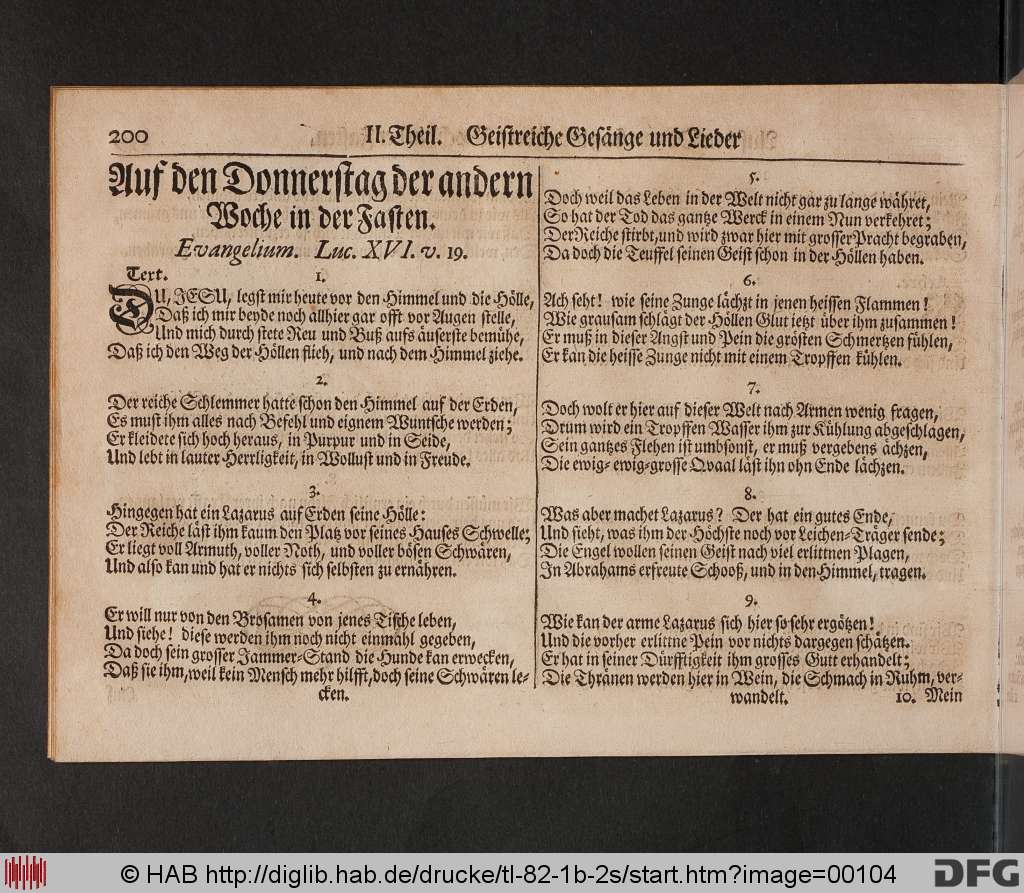 200
II. Theil. Geistreiche Gesänge und Lieder
Auf den Donnerstag der andern
Woche in der Fasten.
Evangelium. Luc. XVI. v. 19.
Text.
1.
DU, JESU, legst mir heute vor den Himmel und die Hölle,
Daß ich mir beyde noch allhier gar offt vor Augen stelle,
Und mich durch stete Reu und Buß aufs äuserste bemühe,
Daß ich den Weg der Höllen flieh, und nach dem Himmel ziehe.
2.
Der reiche Schlemmer hatte schon den Himmel auf der Erden,
Es must ihm alles nach Befehl und eignem Wuntsche werden;
Er kleidete sich hoch heraus, in Purpur und in Seide,
Und lebt in lauter Herrligkeit, in Wollust und in Freude.
3.
Hingegen hat ein Lazarus auf Erden seine Hölle:
Der Reiche läst ihm kaum den Platz vor seines Hauses Schwelle;
Er liegt voll Armuth, voller Noth, und voller bösen Schwären,
Und also kan und hat er nichts sich selbsten zu ernähren.
4.
Er will nur von den Brosamen von jenes Tische leben,
Und siehe! diese werden ihm noch nicht einmahl gegeben,
Da doch sein grosser Jammer-Stand die Hunde kan erwecken,
Daß sie ihm, weil kein Mensch mehr hilfft, doch seine Schwären le-
cken.
5.
Doch weil das Leben in der Welt nicht gar zu lange währet,
So hat der Tod das gantze Werck in einem Nun verkehret;
Der Reiche stirbt, und wird zwar hier mit grosser Pracht begraben,
Da doch die Teuffel seinen Geist schon in der Höllen haben.
6.
Ach seht! wie seine Zunge lächzt in jenen heissen Flammen!
Wie grausam schlägt der Höllen Glut jetzt über ihm zusammen!
Er muß in dieser Angst und Pein die grösten Schmertzen fühlen,
Er kan die heisse Zunge nicht mit einem Tropffen kühlen.
7.
Doch wolt er hier auf dieser Welt nach Armen wenig fragen,
Drum wird ein Tropffen Wasser ihm zur Kühlung abgeschlagen,
Sein gantzes Flehen ist umbsonst, er muß vergebens ächzen,
Die ewig- ewig-grosse Qvaal läst ihn ohn Ende lächzen.
8.
Was aber machet Lazarus? Der hat ein gutes Ende,
Und sieht, was ihm der Höchste noch vor Leichen-Träger sende;
Die Engel wollen seinen Geist nach viel erlittnen Plagen,
In Abrahams erfreute Schooß, und in den Himmel, tragen.
9.
Wie kan der arme Lazarus sich hier so sehr ergötzen!
Und die vorher erlittne Pein vor nichts dargegen schätzen.
Er hat in seiner Dürfftigkeit ihm grosses Gutt erhandelt;
Die Thränen werden hier in Wein, die Schmach in Ruhm, ver-
wandelt.
10. Mein
© HAB http://diglib.hab.de/drucke/tl-82-1b-2s/start.htm?image=00104
DFG